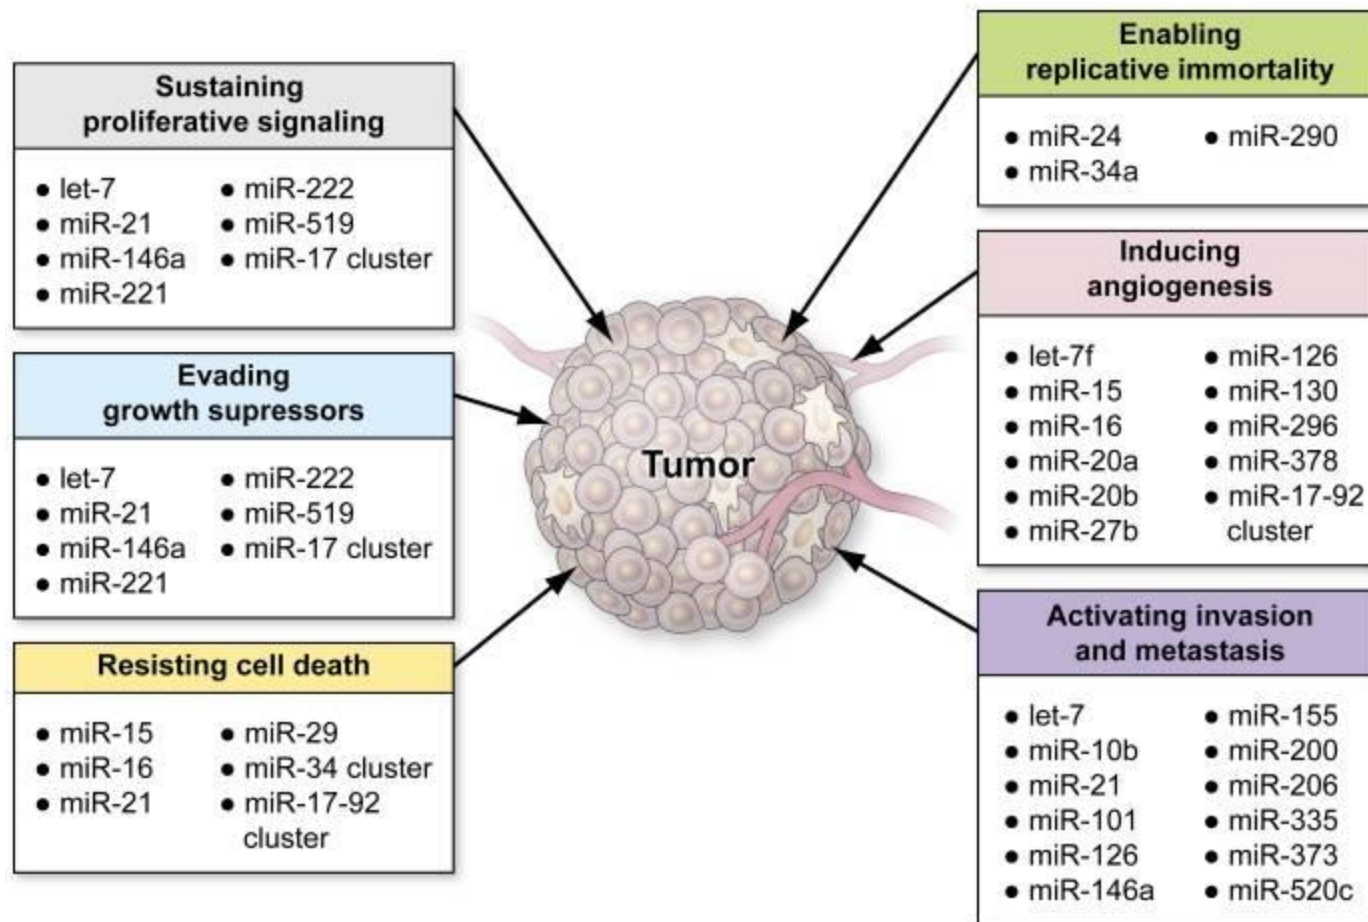 Sustaining
proliferative signaling
● let-7
● miR-21
● miR-146a
● miR-221
● miR-222
● miR-519
● miR-17 cluster
Evading
growth supressors
● let-7
● miR-21
● miR-146a
● miR-221
● miR-222
● miR-519
● miR-17 cluster
Resisting cell death
● miR-15
● miR-16
● miR-21
● miR-29
● miR-34 cluster
● miR-17-92
cluster
Tumor
Enabling
replicative immortality
● miR-24
● miR-34a
● miR-290
Inducing
angiogenesis
● let-7f
● miR-15
● miR-16
● miR-20a
● miR-20b
● miR-27b
● miR-126
● miR-130
● miR-296
● miR-378
● miR-17-92
cluster
Activating invasion
and metastasis
● let-7
● miR-10b
● miR-21
● miR-101
● miR-126
● miR-146a
● miR-155
● miR-200
● miR-206
● miR-335
● miR-373
● miR-520c